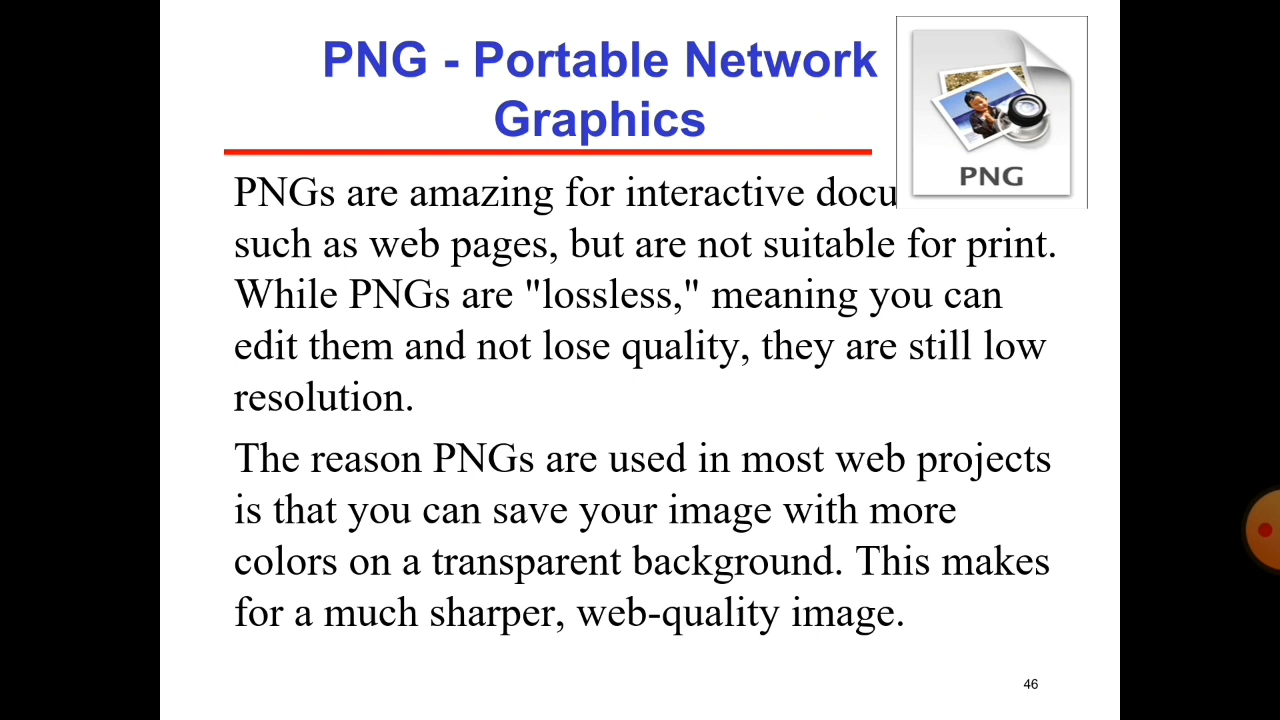 PNG - Portable Network
Graphics
PNG
PNGs are amazing for interactive docu
such as web pages, but are not suitable for print.
While PNGs are "lossless," meaning you can
edit them and not lose quality, they are still low
resolution.
The reason PNGs are used in most web projects
is that you can save your image with more
colors on a transparent background. This makes
for a much sharper, web-quality image.
46